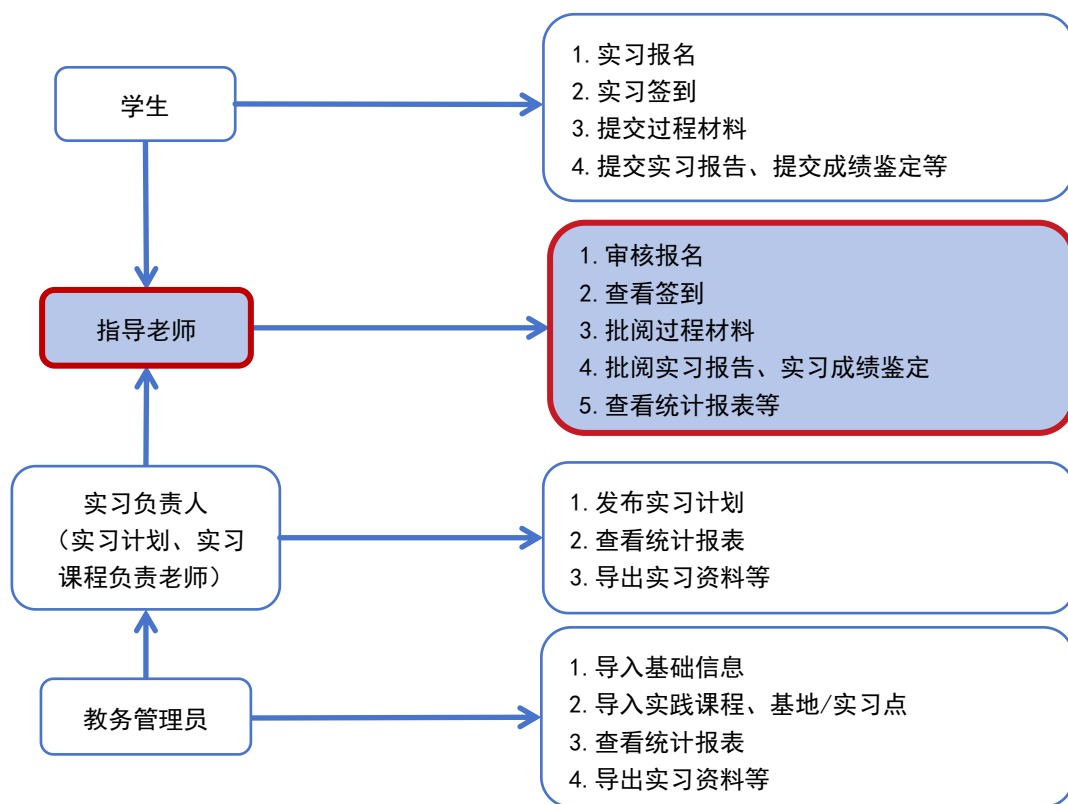 学生
1. 实习报名
2. 实习签到
3. 提交过程材料
4. 提交实习报告、提交成绩鉴定等
指导老师
1. 审核报名
2. 查看签到
3. 批阅过程材料
4. 批阅实习报告、实习成绩鉴定
5. 查看统计报表等
实习负责人
（实习计划、实习
课程负责老师）
1. 发布实习计划
2. 查看统计报表
3. 导出实习资料等
教务管理员
1. 导入基础信息
2. 导入实践课程、基地/实习点
3. 查看统计报表
4. 导出实习资料等